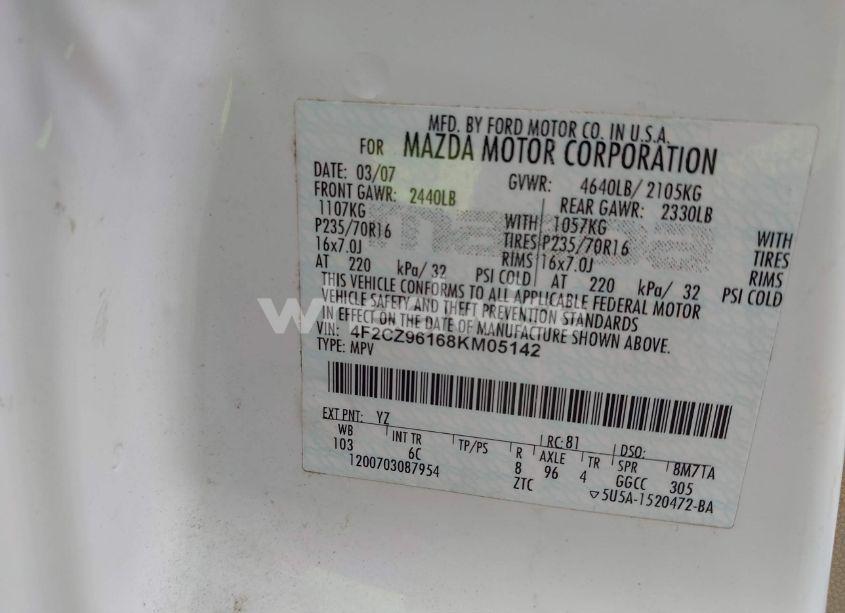 MFD. BY FORD MOTOR CO. IN U.S.A.
FOR MAZDA MOTOR CORPORATION
DATE: 03/07 GVWR: 4640LB/ 2105KG
FRONT GAWR: 2440LB REAR GAWR: 2330LB
1107KG WITH 1057KG WITH
P235/70R16 TIRES P235/70R16 TIRES
16x7.0J RIMS 16x7.0J RIMS
AT 220 kPa/ 32 PSI COLD AT 220 kPa/ 32 PSI COLD
THIS VEHICLE CONFORMS TO ALL APPLICABLE FEDERAL MOTOR
VEHICLE SAFETY AND THEFT PREVENTION STANDARDS
IN EFFECT ON THE DATE OF MANUFACTURE SHOWN ABOVE.
VIN: 4F2CZ96168KM05142
TYPE: MPV
EXT PNT: YZ RC: 81 DSO:
WB INT TR TP/PS R AXLE TR SPR 8M71A
103 6C 8 96 4 GGCC 305
1200703087954 ZTC 5U5A-1520472-BA